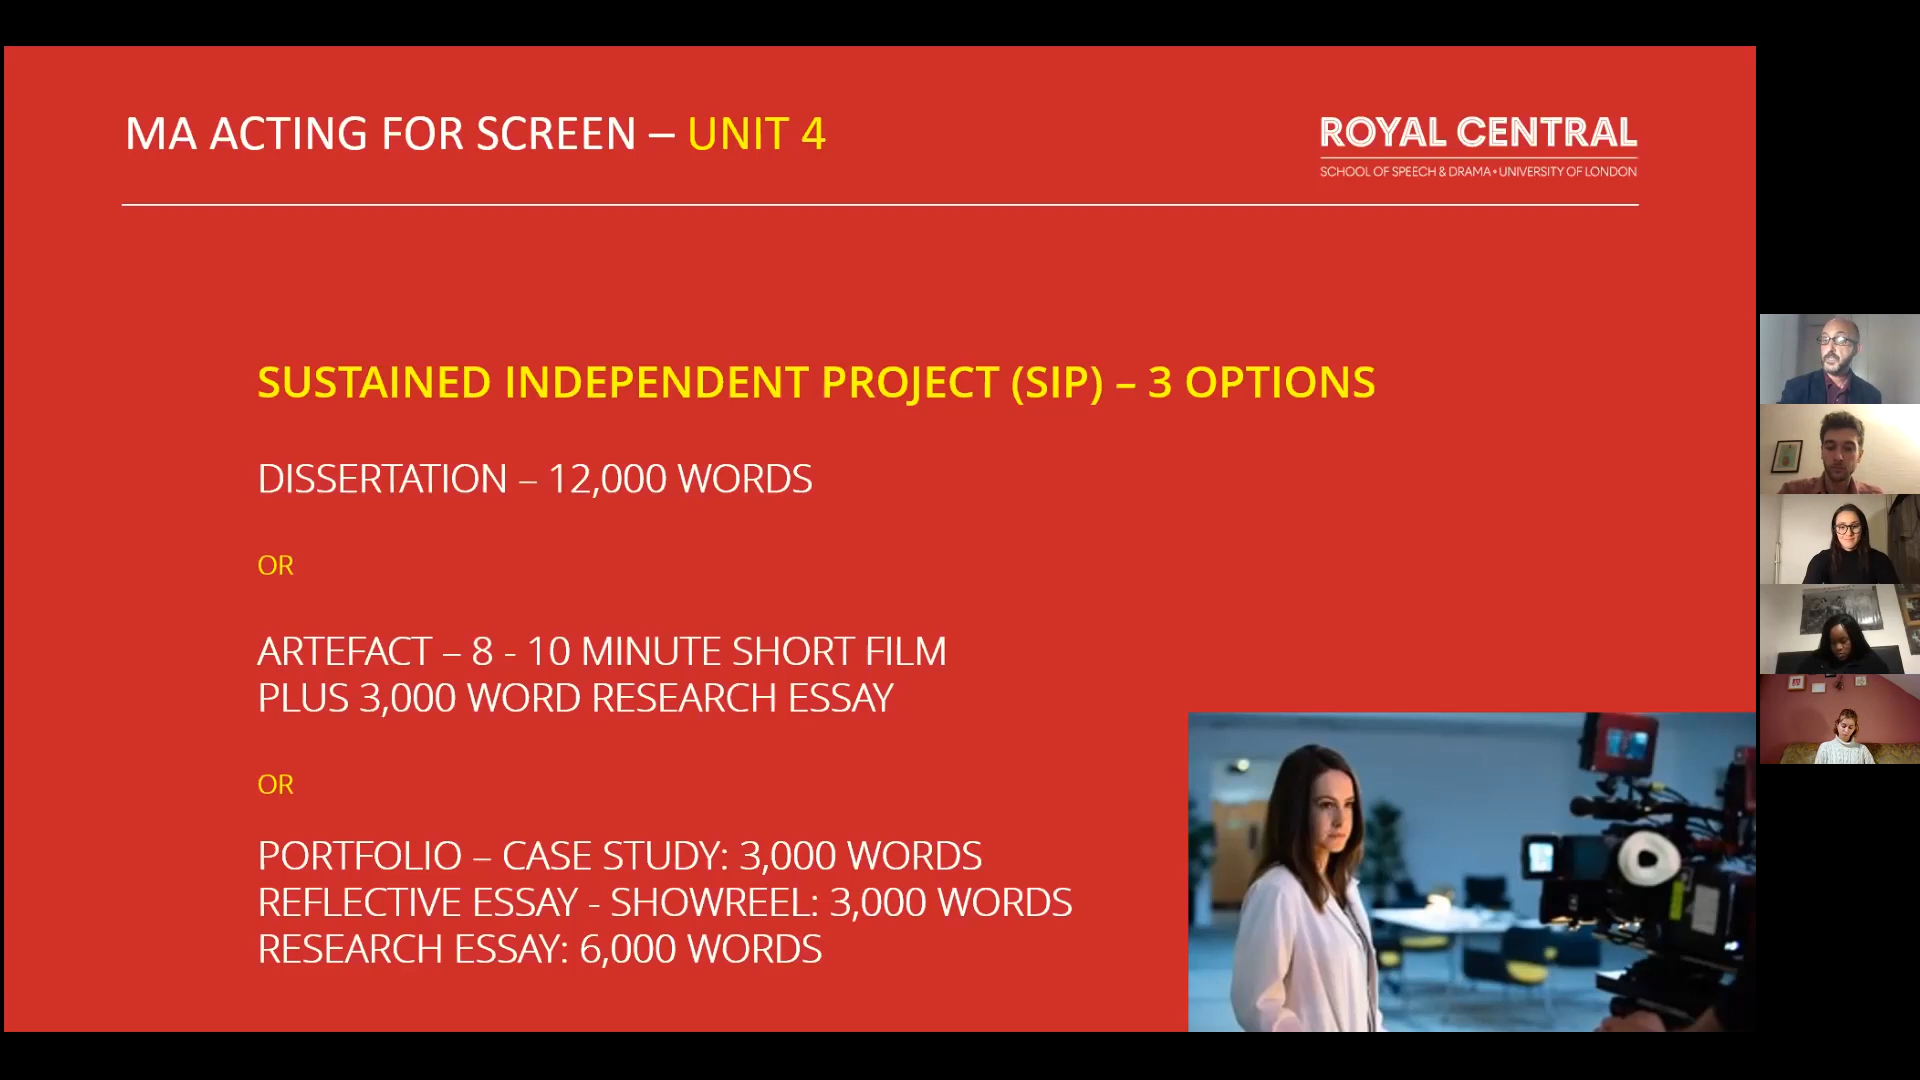 MA ACTING FOR SCREEN – UNIT 4
ROYAL CENTRAL
SCHOOL OF SPEECH & DRAMA • UNIVERSITY OF LONDON
SUSTAINED INDEPENDENT PROJECT (SIP) – 3 OPTIONS
DISSERTATION – 12,000 WORDS
OR
ARTEFACT – 8 - 10 MINUTE SHORT FILM
PLUS 3,000 WORD RESEARCH ESSAY
OR
PORTFOLIO – CASE STUDY: 3,000 WORDS
REFLECTIVE ESSAY - SHOWREEL: 3,000 WORDS
RESEARCH ESSAY: 6,000 WORDS